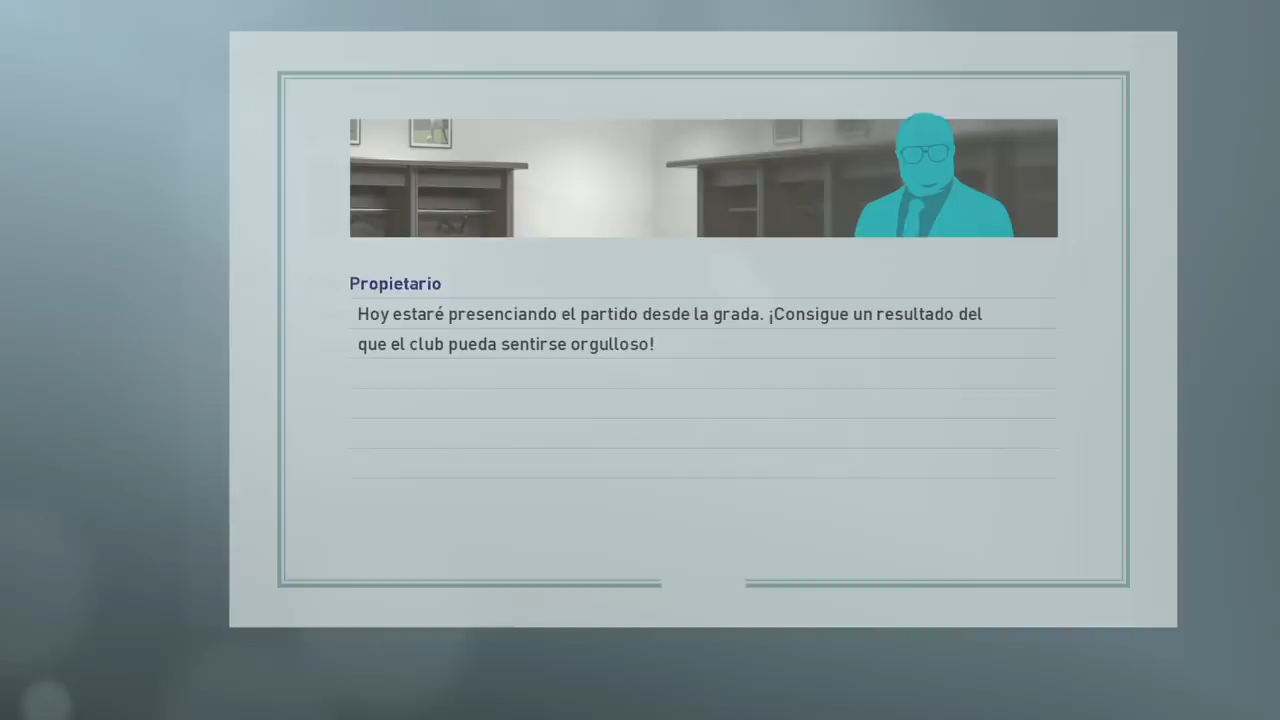 Propietario
Hoy estaré presenciando el partido desde la grada. ¡Consigue un resultado del
que el club pueda sentirse orgulloso!